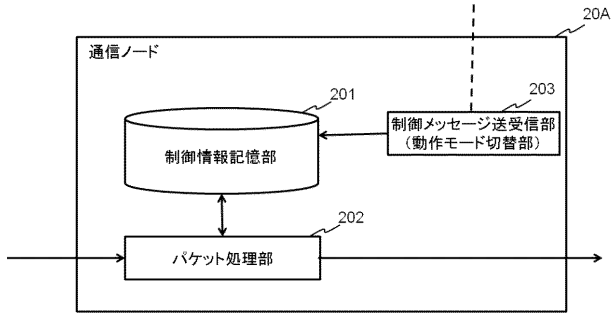 20A
通信ノード
201
203
制御メッセージ送受信部
(動作モード切替部)
制御情報記憶部
202
パケット処理部